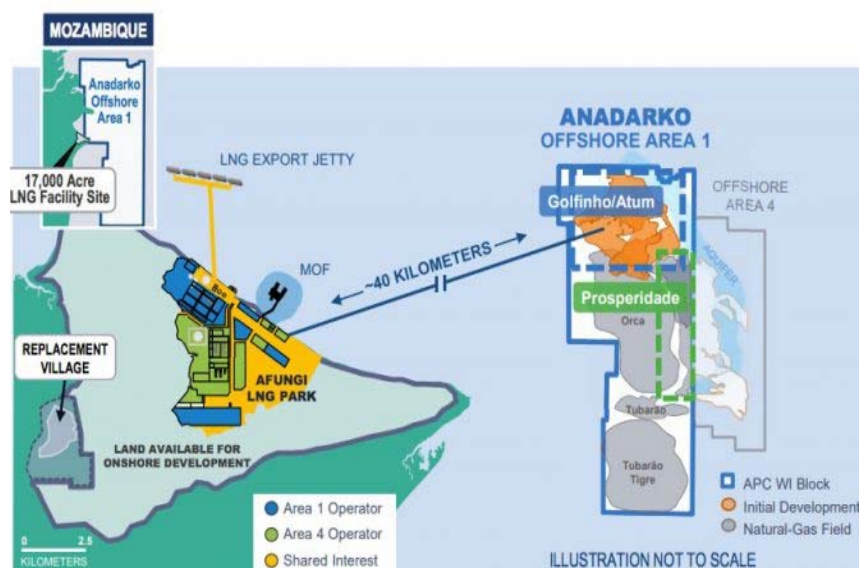 MOZAMBIQUE
Anadarko
Offshore
Area 1
17,000 Acre
LNG Facility Site
LNG EXPORT JETTY
MOF
~40 KILOMETERS
REPLACEMENT
VILLAGE
AFUNGI
LNG PARK
LAND AVAILABLE FOR
ONSHORE DEVELOPMENT
0 2.5
KILOMETERS
Area 1 Operator
Area 4 Operator
Shared Interest
ANADARKO
OFFSHORE AREA 1
OFFSHORE
AREA 4
Golfinho/Atum
AQUIFER
Prosperidade
Orca
Tubarão
Tubarão
Tigre
APC WI Block
Initial Development
Natural-Gas Field
ILLUSTRATION NOT TO SCALE